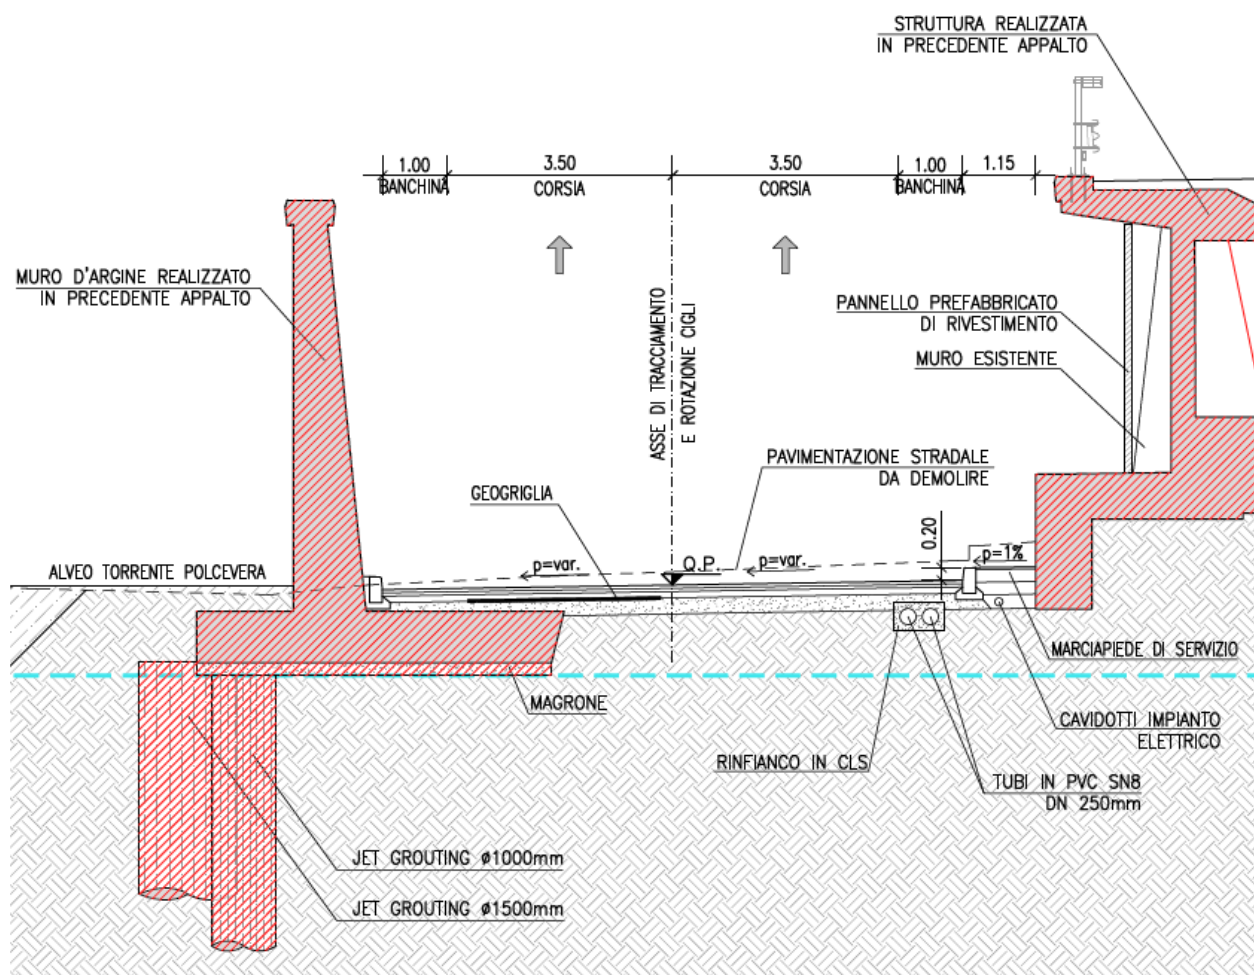 STRUTTURA REALIZZATA
IN PRECEDENTE APPALTO
1.00
3.50
3.50
1.00
1.15
BANCHINA
CORSIA
CORSIA
BANCHINA
MURO D'ARGINE REALIZZATO
IN PRECEDENTE APPALTO
ASSE DI TRACCIAMENTO
E ROTAZIONE CIGLI
PANNELLO PREFABBRICATO
DI RIVESTIMENTO
MURO ESISTENTE
PAVIMENTAZIONE STRADALE
DA DEMOLIRE
GEOGRIGLIA
0.20
p=1%
p=var.
Q.P.
p=var.
ALVEO TORRENTE POLCEVERA
MARCIAPIEDE DI SERVIZIO
MAGRONE
CAVIDOTTI IMPIANTO
ELETTRICO
RINFIANCO IN CLS
TUBI IN PVC SN8
DN 250mm
JET GROUTING ø1000mm
JET GROUTING ø1500mm